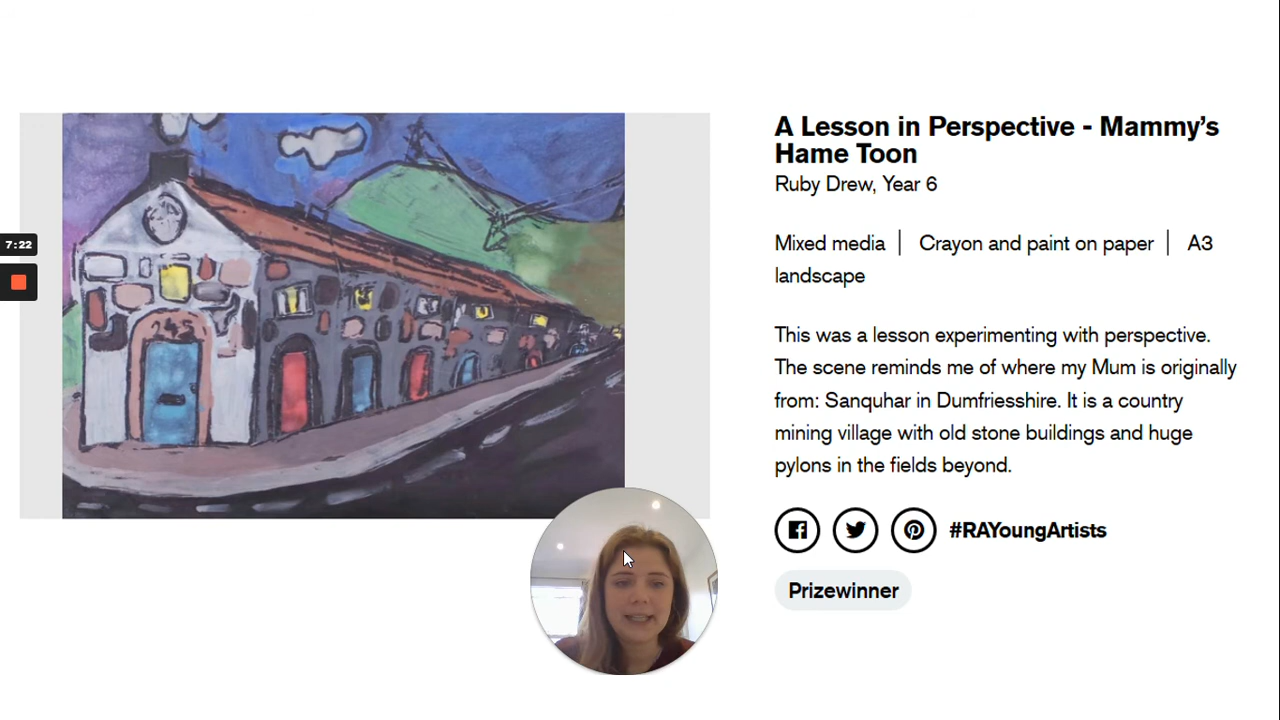 A Lesson in Perspective - Mammy’s
Hame Toon
Ruby Drew, Year 6
Mixed media | Crayon and paint on paper | A3
landscape
7:22
245
This was a lesson experimenting with perspective.
The scene reminds me of where my Mum is originally
from: Sanquhar in Dumfriesshire. It is a country
mining village with old stone buildings and huge
pylons in the fields beyond.
#RAYoungArtists
Prizewinner